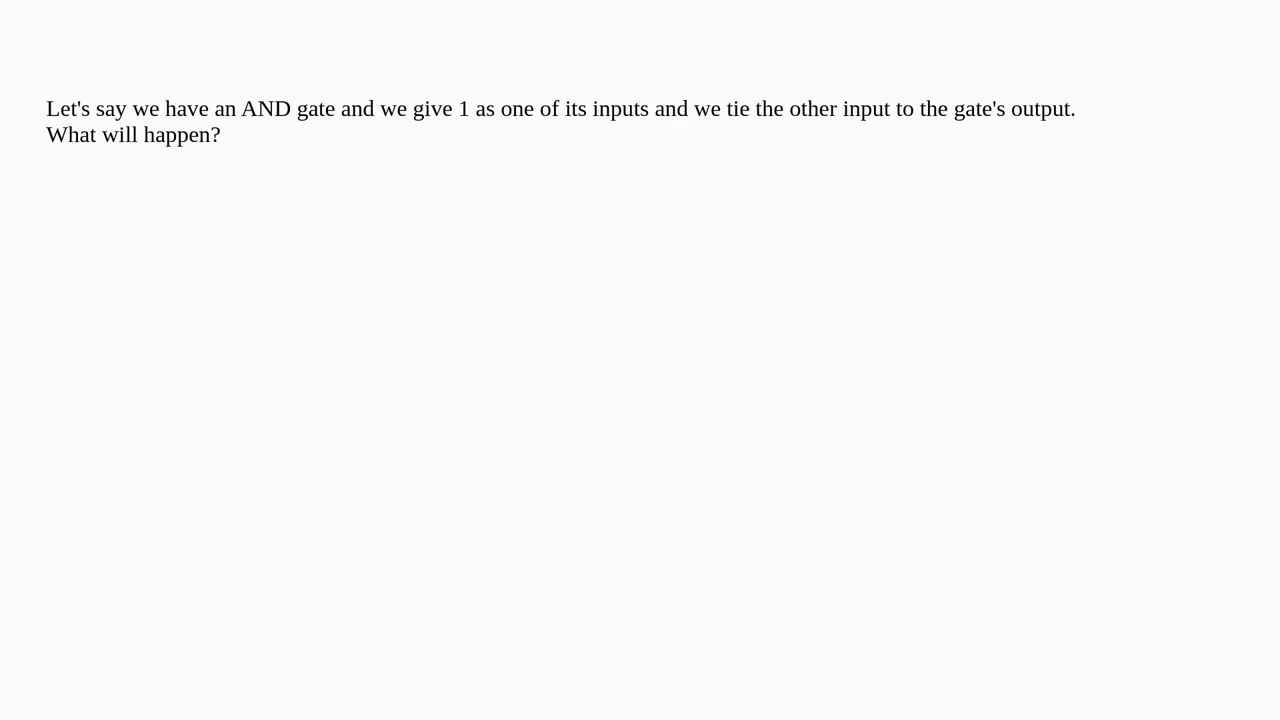 Let's say we have an AND gate and we give 1 as one of its inputs and we tie the other input to the gate's output.
What will happen?